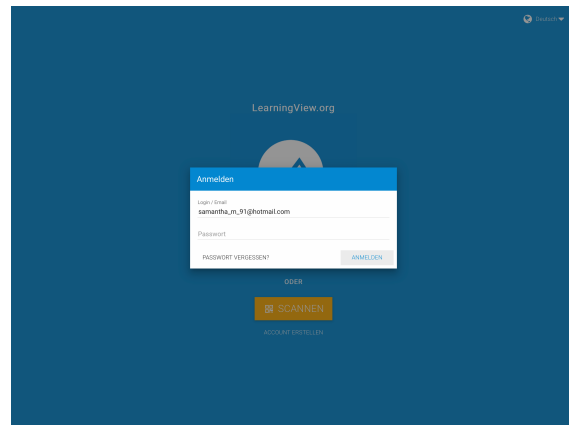 Deutsch
LearningView.org
Anmelden
Login / Email
samantha_m_91@hotmail.com
Passwort
PASSWORT VERGESSEN?
ANMELDEN
ODER
SCANNEN
ACCOUNT ERSTELLEN